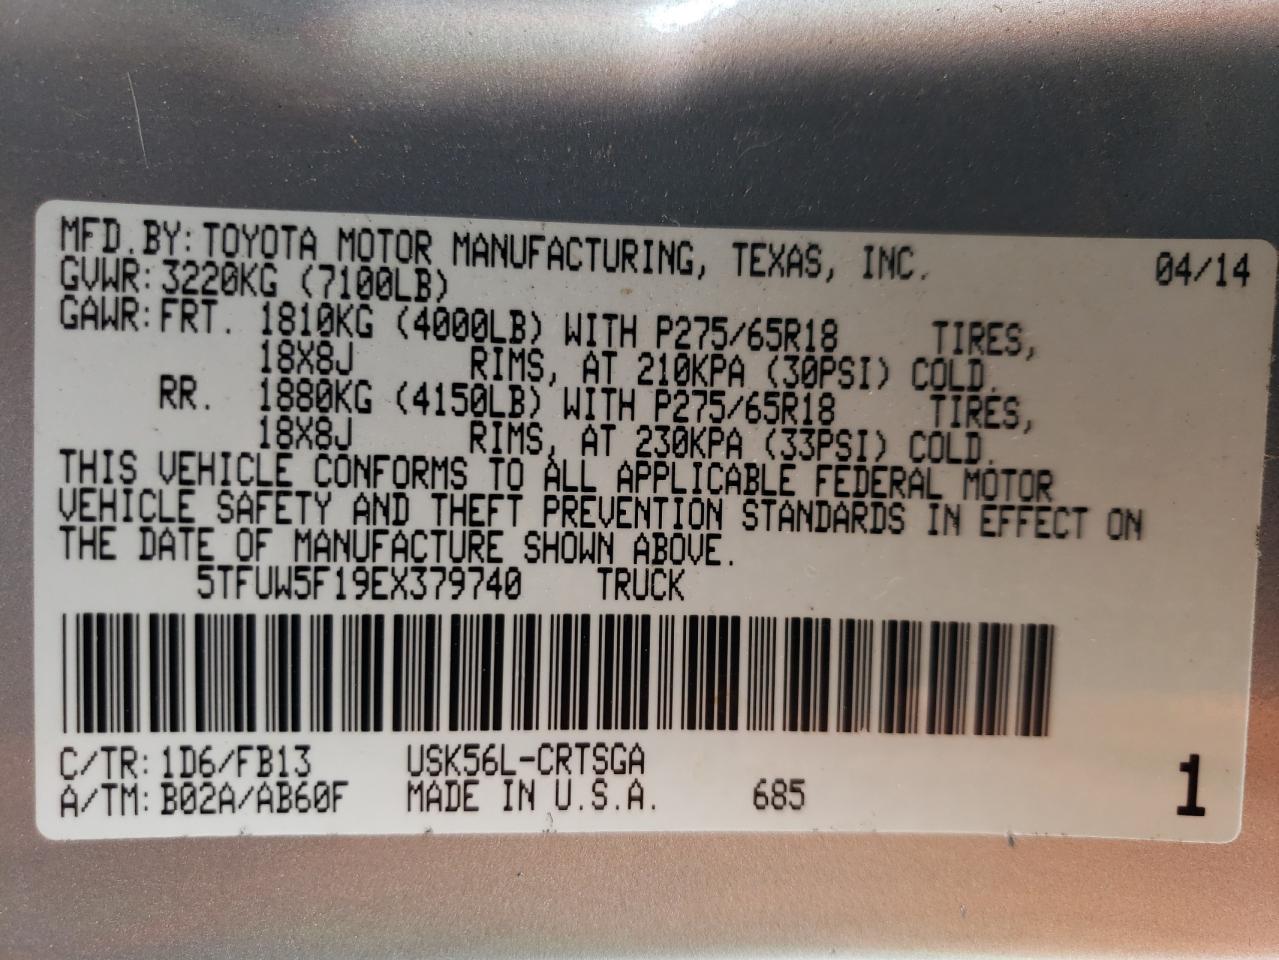 MFD.BY: TOYOTA MOTOR MANUFACTURING, TEXAS, INC. 04/14
GVWR: 3220KG (7100LB)
GAWR: FRT. 1810KG (4000LB) WITH P275/65R18 TIRES,
18X8J RIMS, AT 210KPA (30PSI) COLD.
RR. 1880KG (4150LB) WITH P275/65R18 TIRES,
18X8J RIMS, AT 230KPA (33PSI) COLD.
THIS VEHICLE CONFORMS TO ALL APPLICABLE FEDERAL MOTOR
VEHICLE SAFETY AND THEFT PREVENTION STANDARDS IN EFFECT ON
THE DATE OF MANUFACTURE SHOWN ABOVE.
5TFUW5F19EX379740 TRUCK
C/TR: 1D6/FB13 USK56L-CRTSGA
A/TM: B02A/AB60F MADE IN U.S.A. 685 1